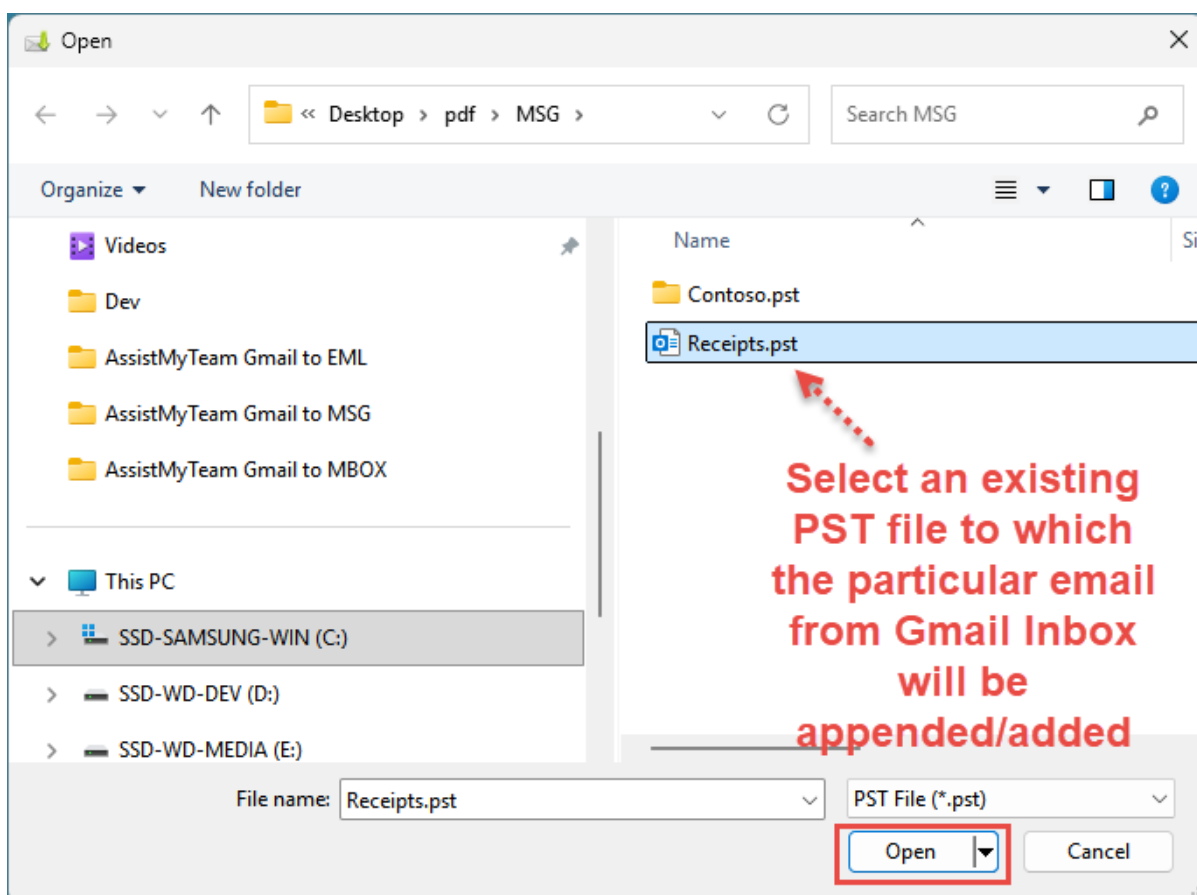 Open
« Desktop › pdf › MSG ›
Search MSG
Organize
New folder
?
Videos
Dev
AssistMyTeam Gmail to EML
AssistMyTeam Gmail to MSG
AssistMyTeam Gmail to MBOX
This PC
SSD-SAMSUNG-WIN (C:)
SSD-WD-DEV (D:)
SSD-WD-MEDIA (E:)
Name
Si
Contoso.pst
Receipts.pst
Select an existing
PST file to which
the particular email
from Gmail Inbox
will be
appended/added
File name:
Receipts.pst
PST File (*.pst)
Open
Cancel